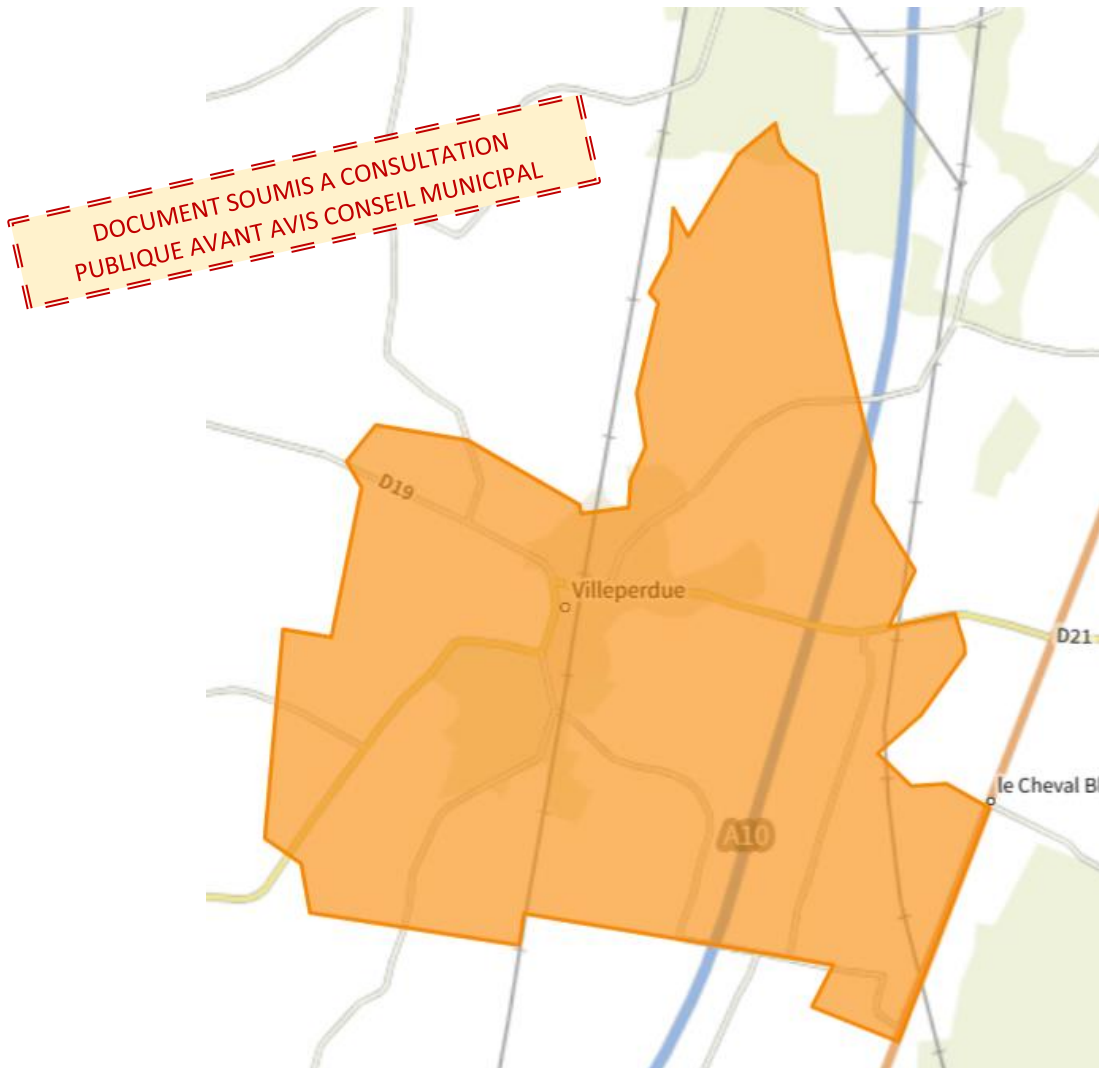 DOCUMENT SOUMIS A CONSULTATION
PUBLIQUE AVANT AVIS CONSEIL MUNICIPAL
D19
Villeperdue
D21
le Cheval Bl
A10